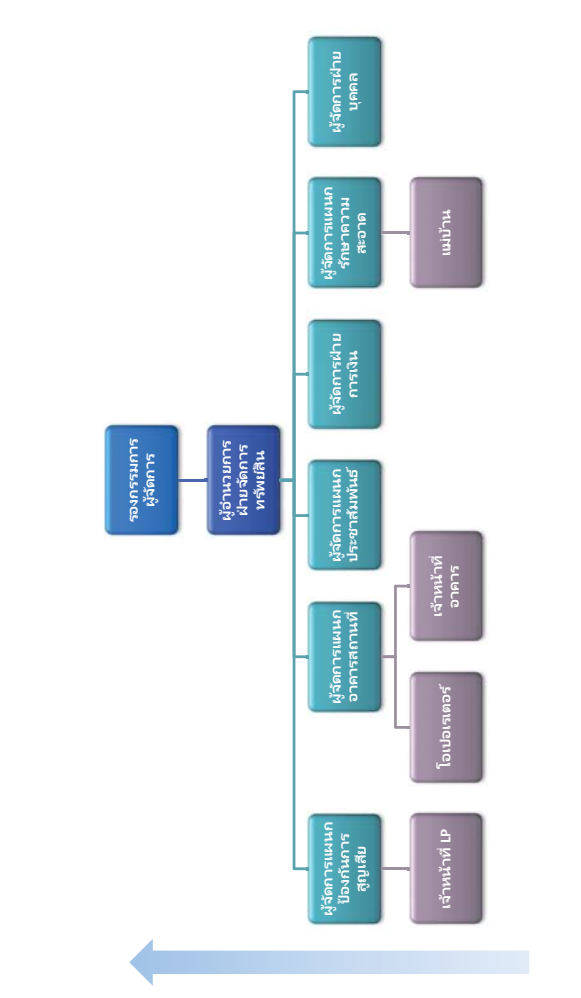 รองกรรมการ
ผู้จัดการ
ผู้อำนวยการ
ฝ่ายจัดการ
ทรัพย์สิน
ผู้จัดการแผนก
ป้องกันการ
สูญเสีย
ผู้จัดการแผนก
อาคารสถานที่
ผู้จัดการแผนก
ประชาสัมพันธ์
ผู้จัดการฝ่าย
การเงิน
ผู้จัดการแผนก
รักษาความ
สะอาด
ผู้จัดการฝ่าย
บุคคล
เจ้าหน้าที่ LP
โอเปอเรเตอร์
เจ้าหน้าที่
อาคาร
แม่บ้าน